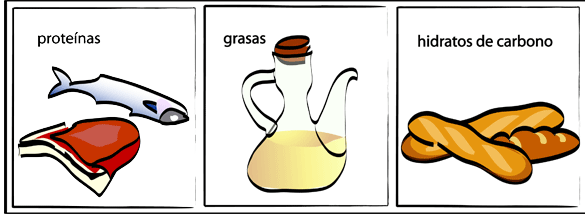 proteínas
grasas
hidratos de carbono